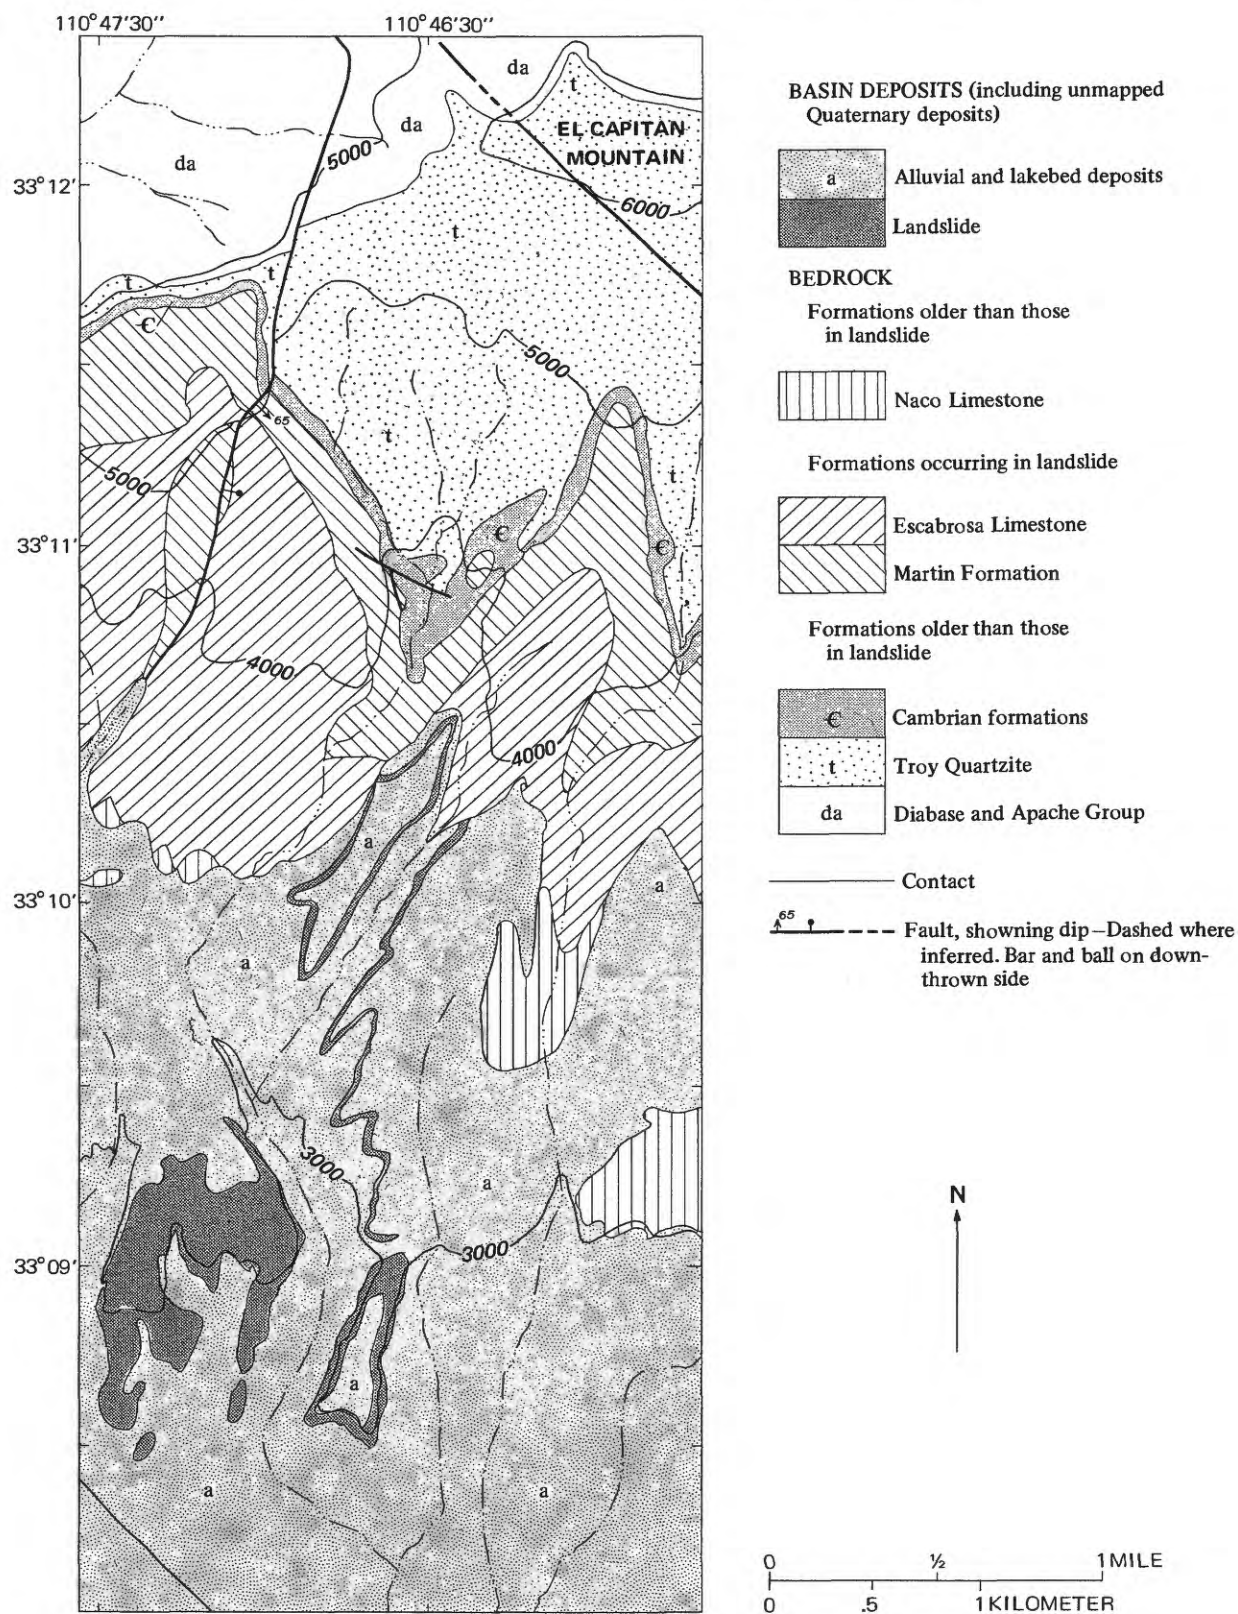 110°47'30''
110°46'30''
da
t
da
EL CAPITAN
MOUNTAIN
5000
da
33°12'
6000
t
t
t
Є
5000
65
t
t
5000
33°11'
Є
Є
4000
4000
a
33°10'
a
a
3000
a
3000
33°09'
a
a
a
BASIN DEPOSITS (including unmapped
Quaternary deposits)
a
Alluvial and lakebed deposits
Landslide
BEDROCK
Formations older than those
in landslide
Naco Limestone
Formations occurring in landslide
Escabrosa Limestone
Martin Formation
Formations older than those
in landslide
Є
Cambrian formations
t
Troy Quartzite
da
Diabase and Apache Group
Contact
65
Fault, showning dip—Dashed where
inferred. Bar and ball on down-
thrown side
N
0 ½ 1 MILE
0 .5 1 KILOMETER